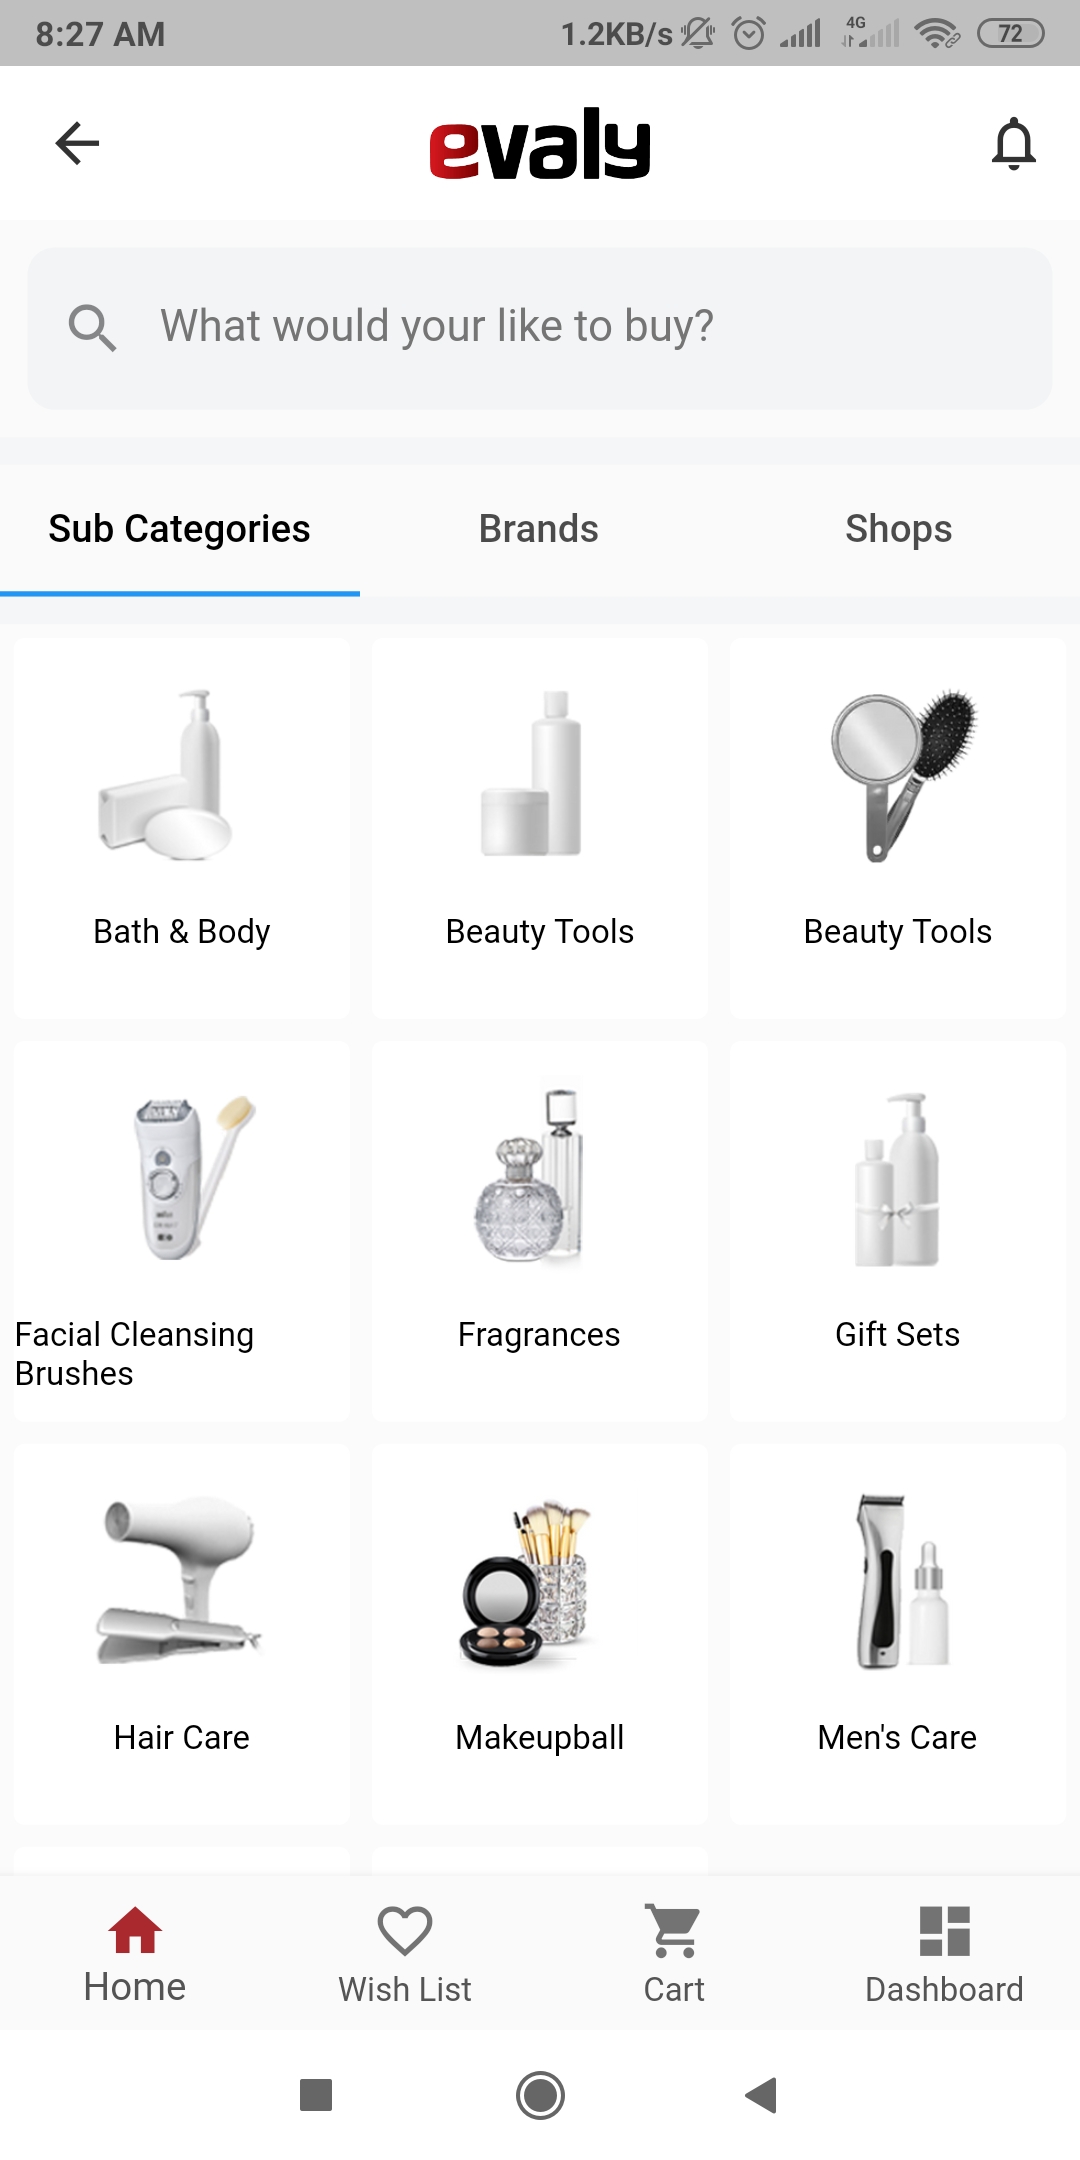 8:27 AM 1.2KB/s 4G 72
evaly
What would your like to buy?
Sub Categories Brands Shops
Bath & Body Beauty Tools Beauty Tools
Facial Cleansing Fragrances Gift Sets
Brushes
Hair Care Makeupball Men's Care
Home Wish List Cart Dashboard